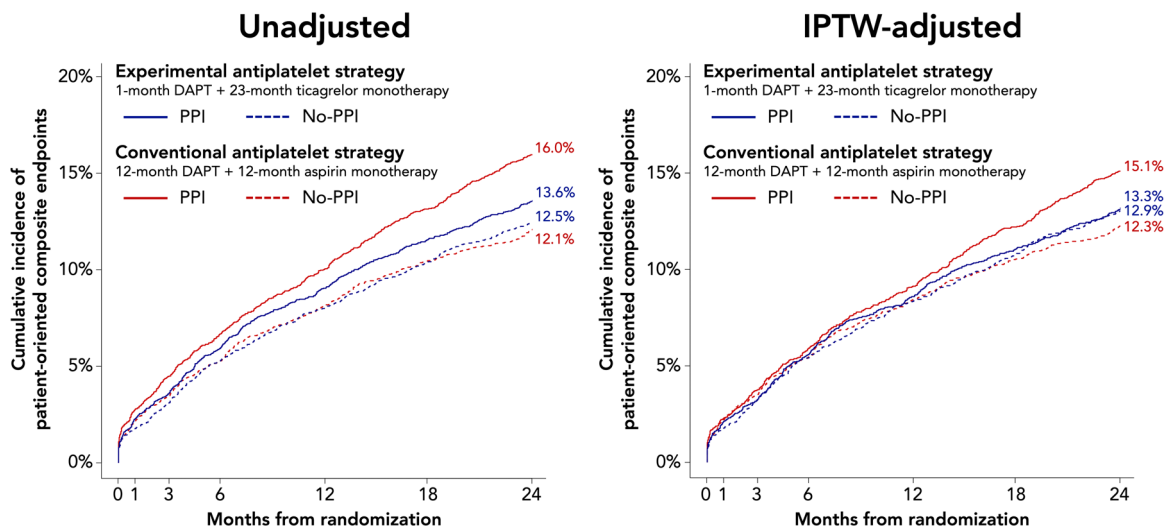 Unadjusted
20%
15%
10%
5%
0%
Cumulative incidence of
patient-oriented composite endpoints
Experimental antiplatelet strategy
1-month DAPT + 23-month ticagrelor monotherapy
PPI No-PPI
Conventional antiplatelet strategy
12-month DAPT + 12-month aspirin monotherapy
PPI No-PPI
16.0%
13.6%
12.5%
12.1%
0 1 3 6 12 18 24
Months from randomization
IPTW-adjusted
20%
15%
10%
5%
0%
Cumulative incidence of
patient-oriented composite endpoints
Experimental antiplatelet strategy
1-month DAPT + 23-month ticagrelor monotherapy
PPI No-PPI
Conventional antiplatelet strategy
12-month DAPT + 12-month aspirin monotherapy
PPI No-PPI
15.1%
13.3%
12.9%
12.3%
0 1 3 6 12 18 24
Months from randomization